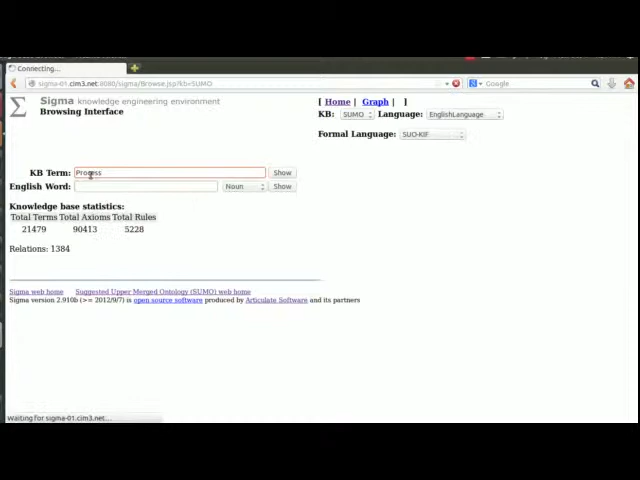 Connecting...
sigma-01.cim3.net:8080/sigma/Browse.jsp?kb=SUMO
Google
Σ Sigma knowledge engineering environment
Browsing Interface
[ Home | Graph | ]
KB: SUMO Language: EnglishLanguage
Formal Language: SUO-KIF
KB Term: Process Show
English Word: Noun Show
Knowledge base statistics:
Total Terms Total Axioms Total Rules
21479 90413 5228
Relations: 1384
Sigma web home Suggested Upper Merged Ontology (SUMO) web home
Sigma version 2.910b (>= 2012/9/7) is open source software produced by Articulate Software and its partners
Waiting for sigma-01.cim3.net...